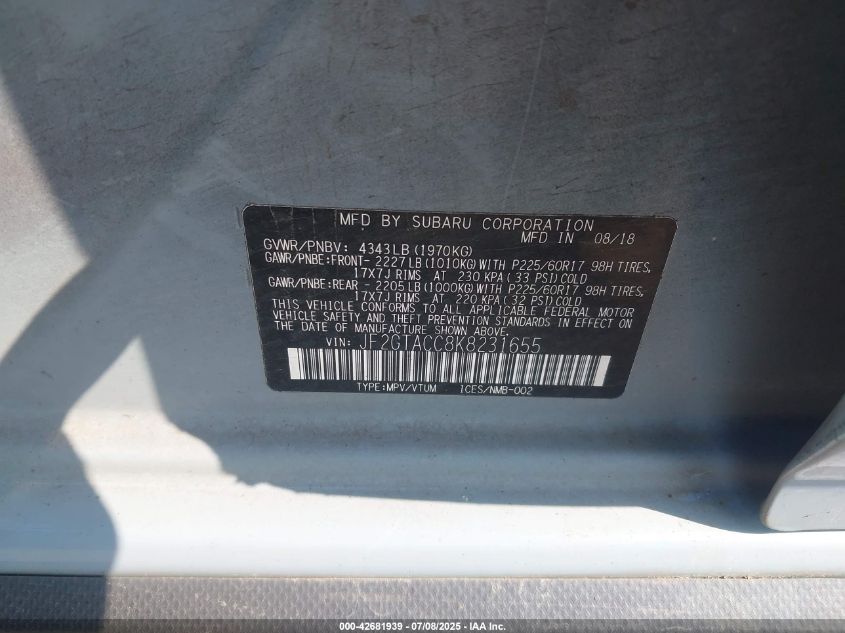 MFD BY SUBARU CORPORATION
MFD IN 08/18
GVWR/PNBV: 4343LB(1970KG)
GAWR/PNBE:FRONT- 2227LB(1010KG)WITH P225/60R17 98H TIRES,
17X7J RIMS AT 230 KPA(33 PSI)COLD
GAWR/PNBE:REAR - 2205LB(1000KG)WITH P225/60R17 98H TIRES,
17X7J RIMS AT 220 KPA(32 PSI)COLD
THIS VEHICLE CONFORMS TO ALL APPLICABLE FEDERAL MOTOR
VEHICLE SAFETY AND THEFT PREVENTION STANDARDS IN EFFECT ON
THE DATE OF MANUFACTURE SHOWN ABOVE.
VIN: JF2GTACC8K8231655
TYPE:MPV/VTUM ICES/NMB-002
000-42681939 - 07/08/2025 - IAA Inc.